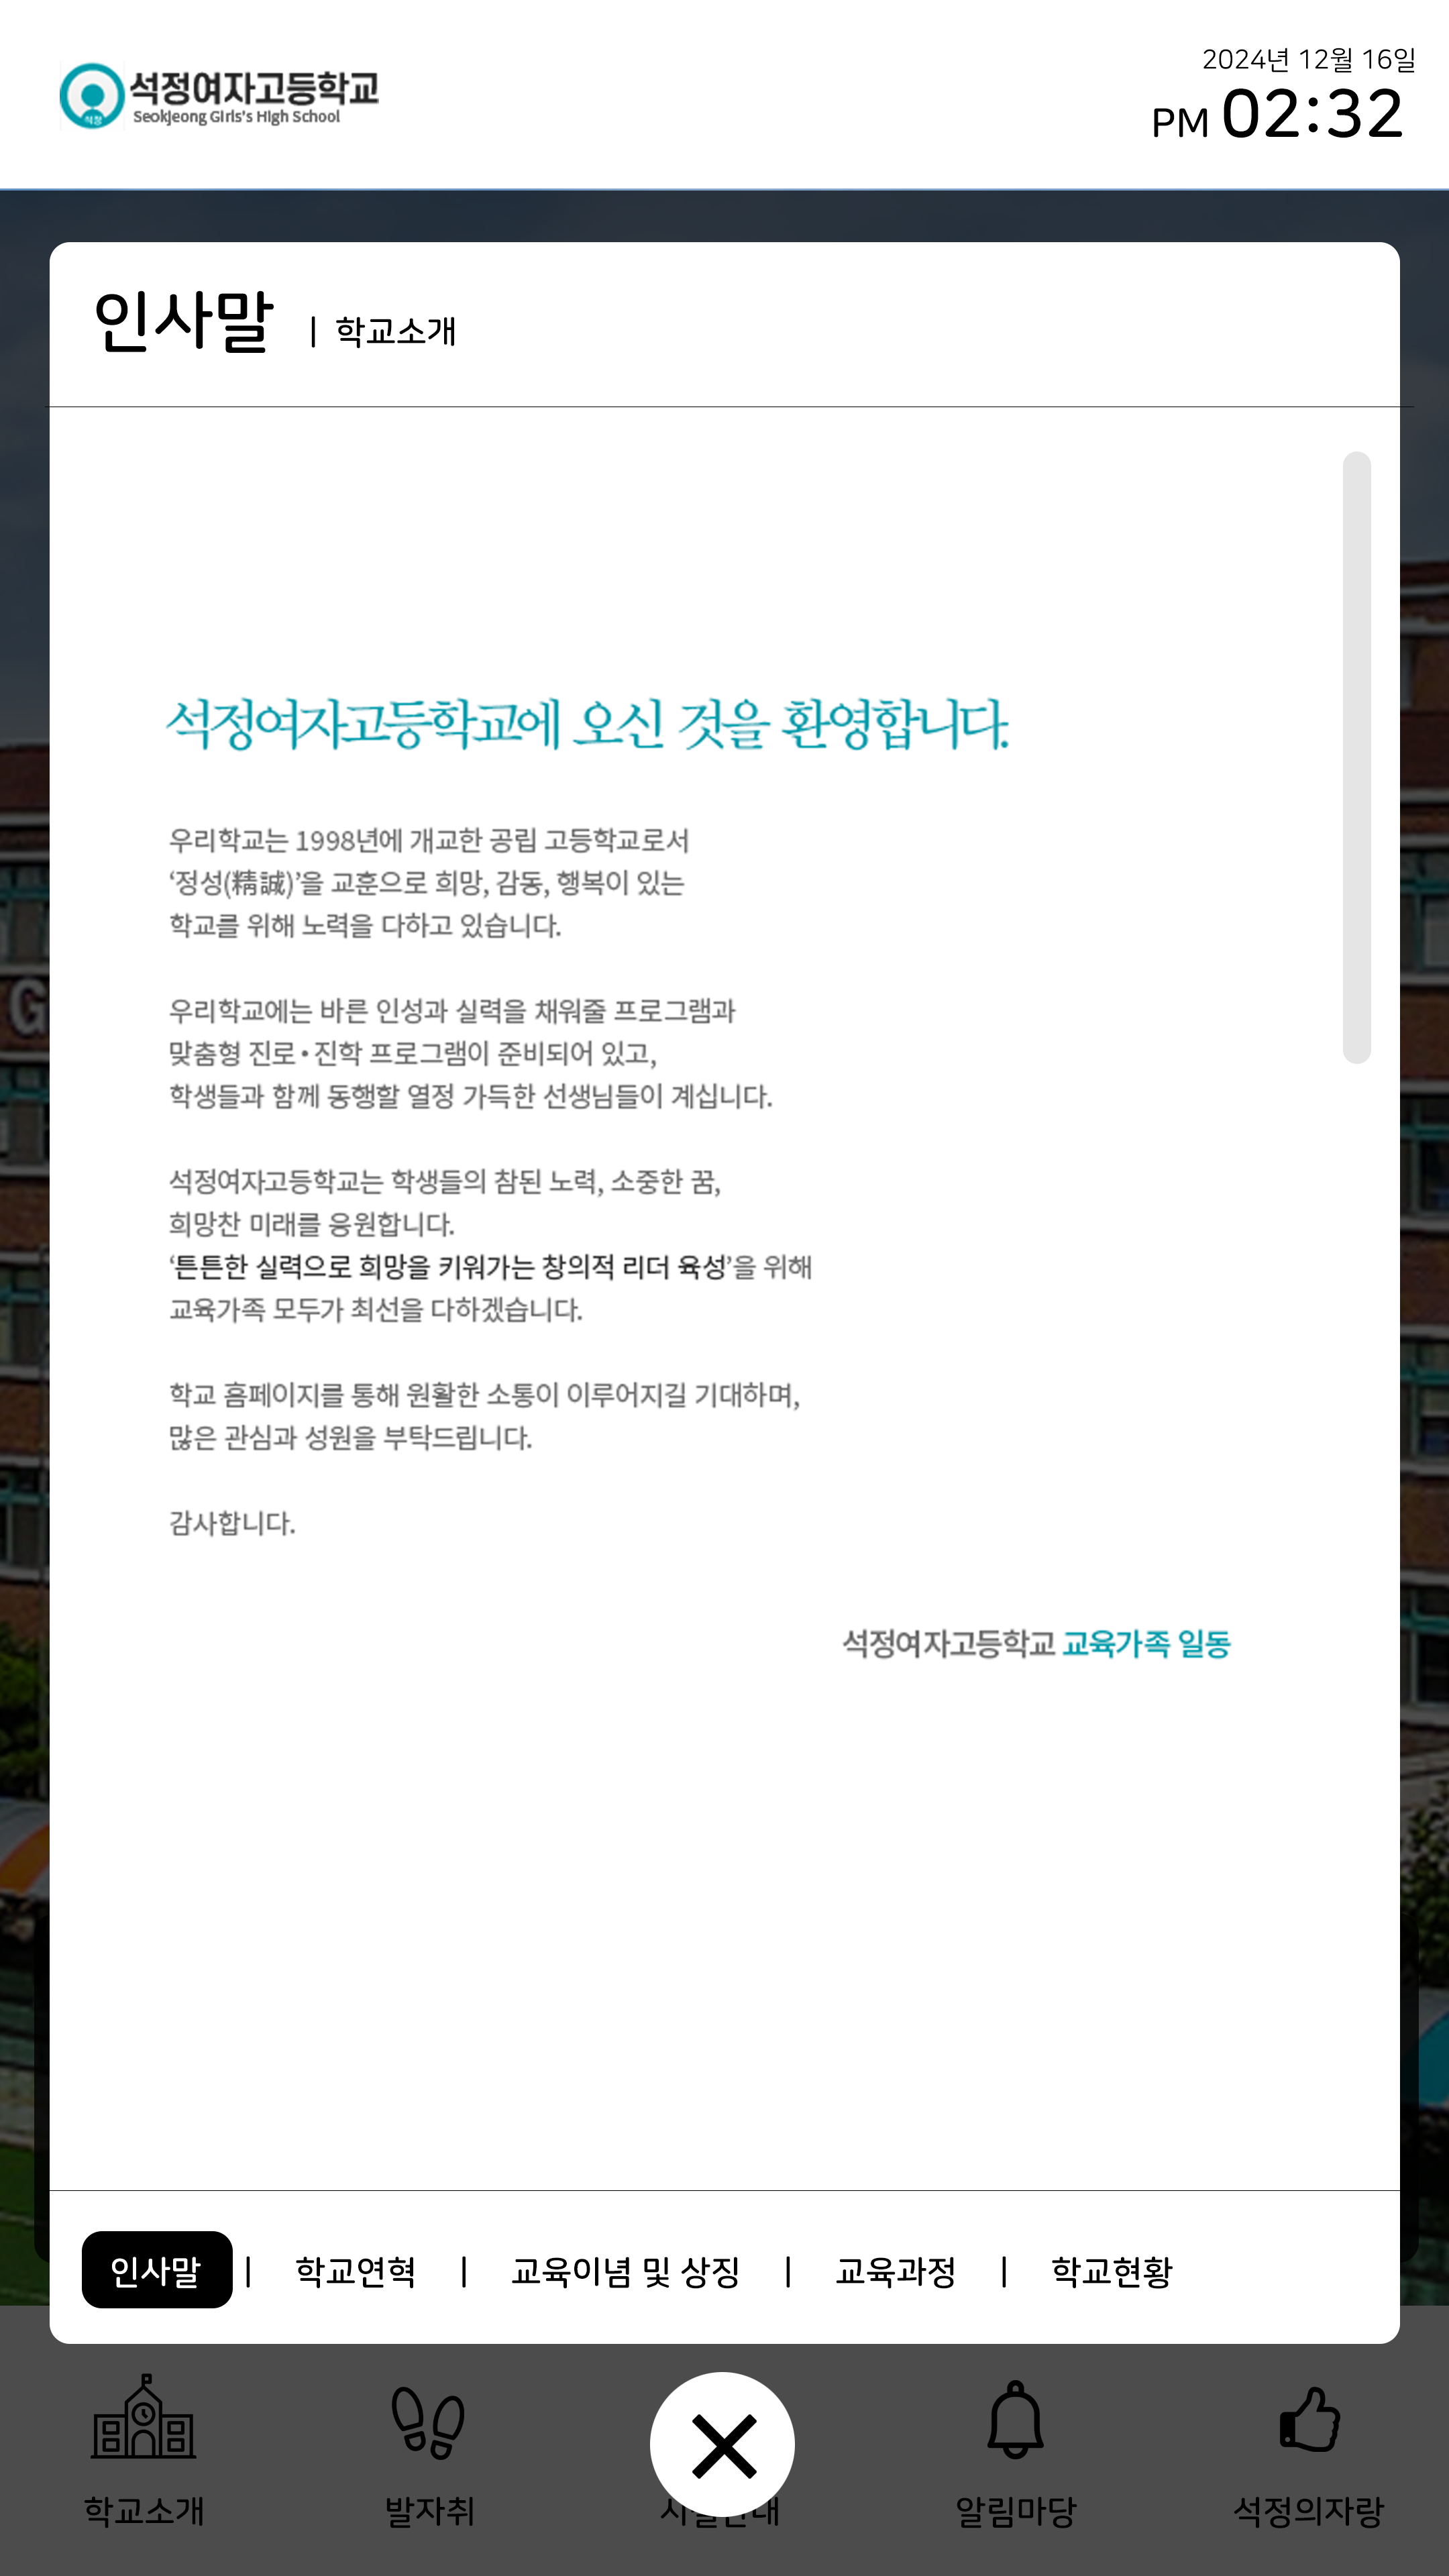 석정여자고등학교
Seokjeong Girls's High School
석정
2024년 12월 16일
PM 02:32
인사말 | 학교소개
석정여자고등학교에 오신 것을 환영합니다.
우리학교는 1998년에 개교한 공립 고등학교로서
‘정성(精誠)’을 교훈으로 희망, 감동, 행복이 있는
학교를 위해 노력을 다하고 있습니다.
우리학교에는 바른 인성과 실력을 채워줄 프로그램과
맞춤형 진로•진학 프로그램이 준비되어 있고,
학생들과 함께 동행할 열정 가득한 선생님들이 계십니다.
석정여자고등학교는 학생들의 참된 노력, 소중한 꿈,
희망찬 미래를 응원합니다.
‘튼튼한 실력으로 희망을 키워가는 창의적 리더 육성’을 위해
교육가족 모두가 최선을 다하겠습니다.
학교 홈페이지를 통해 원활한 소통이 이루어지길 기대하며,
많은 관심과 성원을 부탁드립니다.
감사합니다.
석정여자고등학교 교육가족 일동
G
인사말 | 학교연혁 | 교육이념 및 상징 | 교육과정 | 학교현황
학교소개 발자취 알림마당 석정의자랑